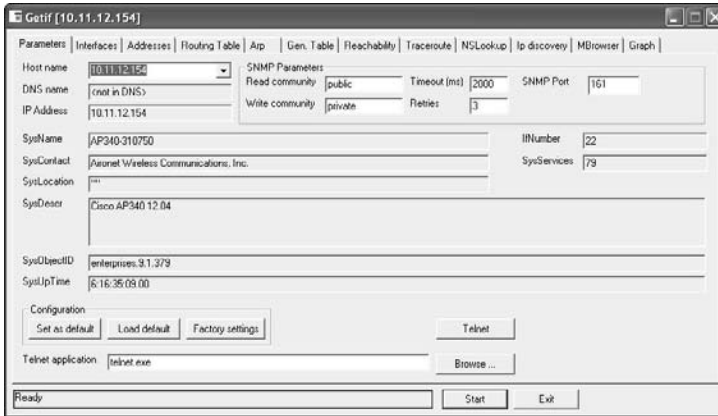 Getif [10.11.12.154]
Parameters Interfaces Addresses Routing Table Arp Gen. Table Reachability Traceroute NSLookup Ip discovery MBrowser Graph
Host name 10.11.12.154 SNMP Parameters
Read community public Timeout (ms) 2000 SNMP Port 161
DNS name (not in DNS)
Write community private Retries 3
IP Address 10.11.12.154
SysName AP340-310750 IfNumber 22
SysContact Aironet Wireless Communications, Inc. SysServices 79
SysLocation ""
SysDescr Cisco AP340 12.04
SysObjectID enterprises.9.1.379
SysUpTime 6:16:35:09.00
Configuration
Set as default Load default Factory settings Telnet
Telnet application telnet.exe Browse ...
Ready Start Exit